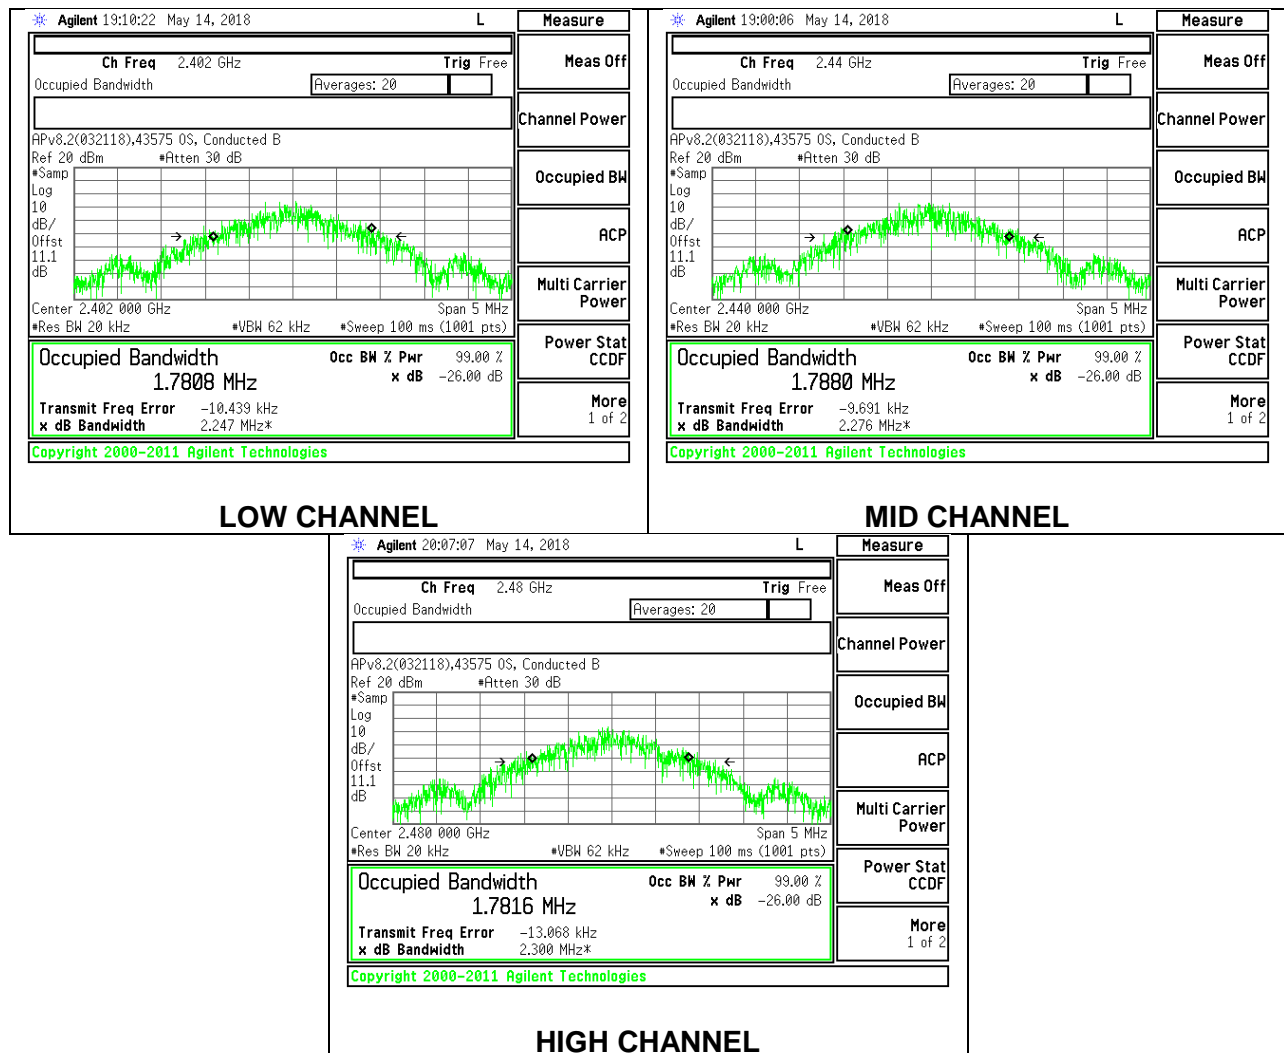 Agilent 19:10:22 May 14, 2018 L Measure
Ch Freq 2.402 GHz Trig Free
Occupied Bandwidth Averages: 20
APv8.2(032118),43575 OS, Conducted B
Ref 20 dBm #Atten 30 dB
#Samp
Log
10
dB/
Offst
11.1
dB
Center 2.402 000 GHz Span 5 MHz
#Res BW 20 kHz #VBW 62 kHz #Sweep 100 ms (1001 pts)
Occupied Bandwidth Occ BW % Pwr 99.00 %
1.7808 MHz x dB -26.00 dB
Transmit Freq Error -10.439 kHz
x dB Bandwidth 2.247 MHz*
Copyright 2000-2011 Agilent Technologies
Meas Off
Channel Power
Occupied BW
ACP
Multi Carrier
Power
Power Stat
CCDF
More
1 of 2
LOW CHANNEL
Agilent 19:00:06 May 14, 2018 L Measure
Ch Freq 2.44 GHz Trig Free
Occupied Bandwidth Averages: 20
APv8.2(032118),43575 OS, Conducted B
Ref 20 dBm #Atten 30 dB
#Samp
Log
10
dB/
Offst
11.1
dB
Center 2.440 000 GHz Span 5 MHz
#Res BW 20 kHz #VBW 62 kHz #Sweep 100 ms (1001 pts)
Occupied Bandwidth Occ BW % Pwr 99.00 %
1.7880 MHz x dB -26.00 dB
Transmit Freq Error -9.691 kHz
x dB Bandwidth 2.276 MHz*
Copyright 2000-2011 Agilent Technologies
Meas Off
Channel Power
Occupied BW
ACP
Multi Carrier
Power
Power Stat
CCDF
More
1 of 2
MID CHANNEL
Agilent 20:07:07 May 14, 2018 L Measure
Ch Freq 2.48 GHz Trig Free
Occupied Bandwidth Averages: 20
APv8.2(032118),43575 OS, Conducted B
Ref 20 dBm #Atten 30 dB
#Samp
Log
10
dB/
Offst
11.1
dB
Center 2.480 000 GHz Span 5 MHz
#Res BW 20 kHz #VBW 62 kHz #Sweep 100 ms (1001 pts)
Occupied Bandwidth Occ BW % Pwr 99.00 %
1.7816 MHz x dB -26.00 dB
Transmit Freq Error -13.068 kHz
x dB Bandwidth 2.300 MHz*
Copyright 2000-2011 Agilent Technologies
Meas Off
Channel Power
Occupied BW
ACP
Multi Carrier
Power
Power Stat
CCDF
More
1 of 2
HIGH CHANNEL